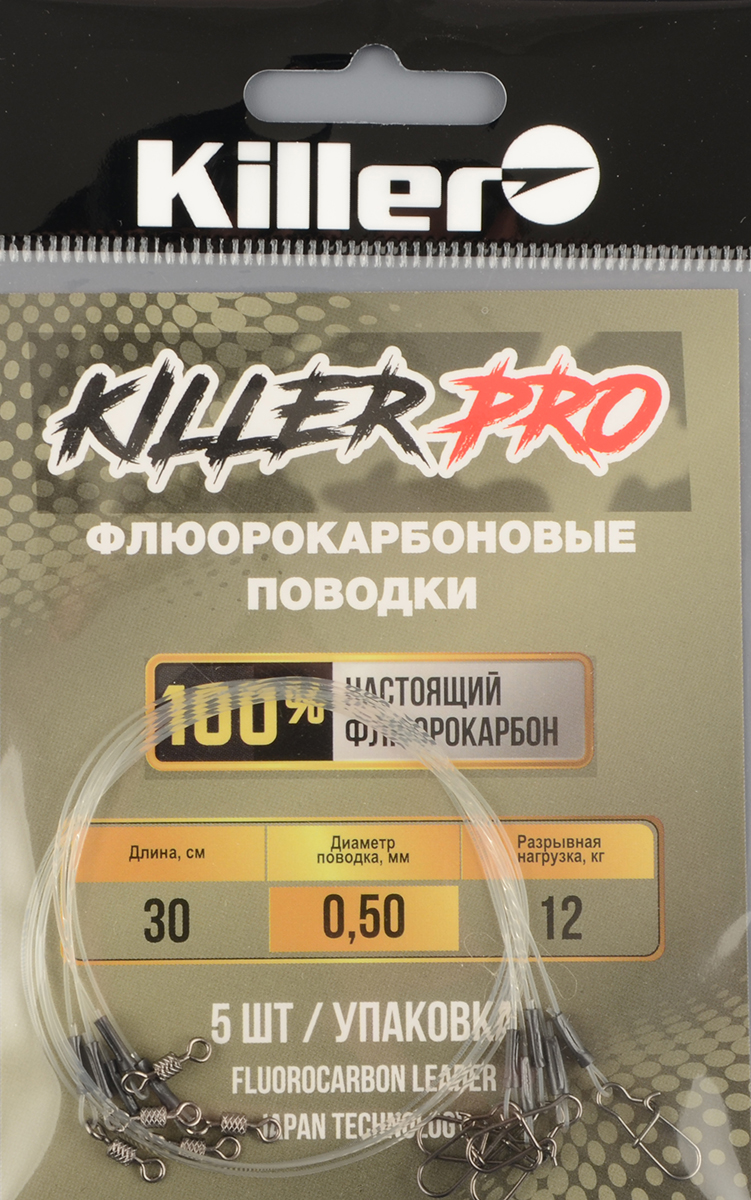 Killer
KILLER PRO
ФЛЮОРОКАРБОНОВЫЕ
ПОВОДКИ
100% НАСТОЯЩИЙ
ФЛЮОРОКАРБОН
Длина, см
Диаметр
поводка, мм
Разрывная
нагрузка, кг
30 0,50 12
5 ШТ / УПАКОВКА
FLUOROCARBON LEADER
JAPAN TECHNOLOGY